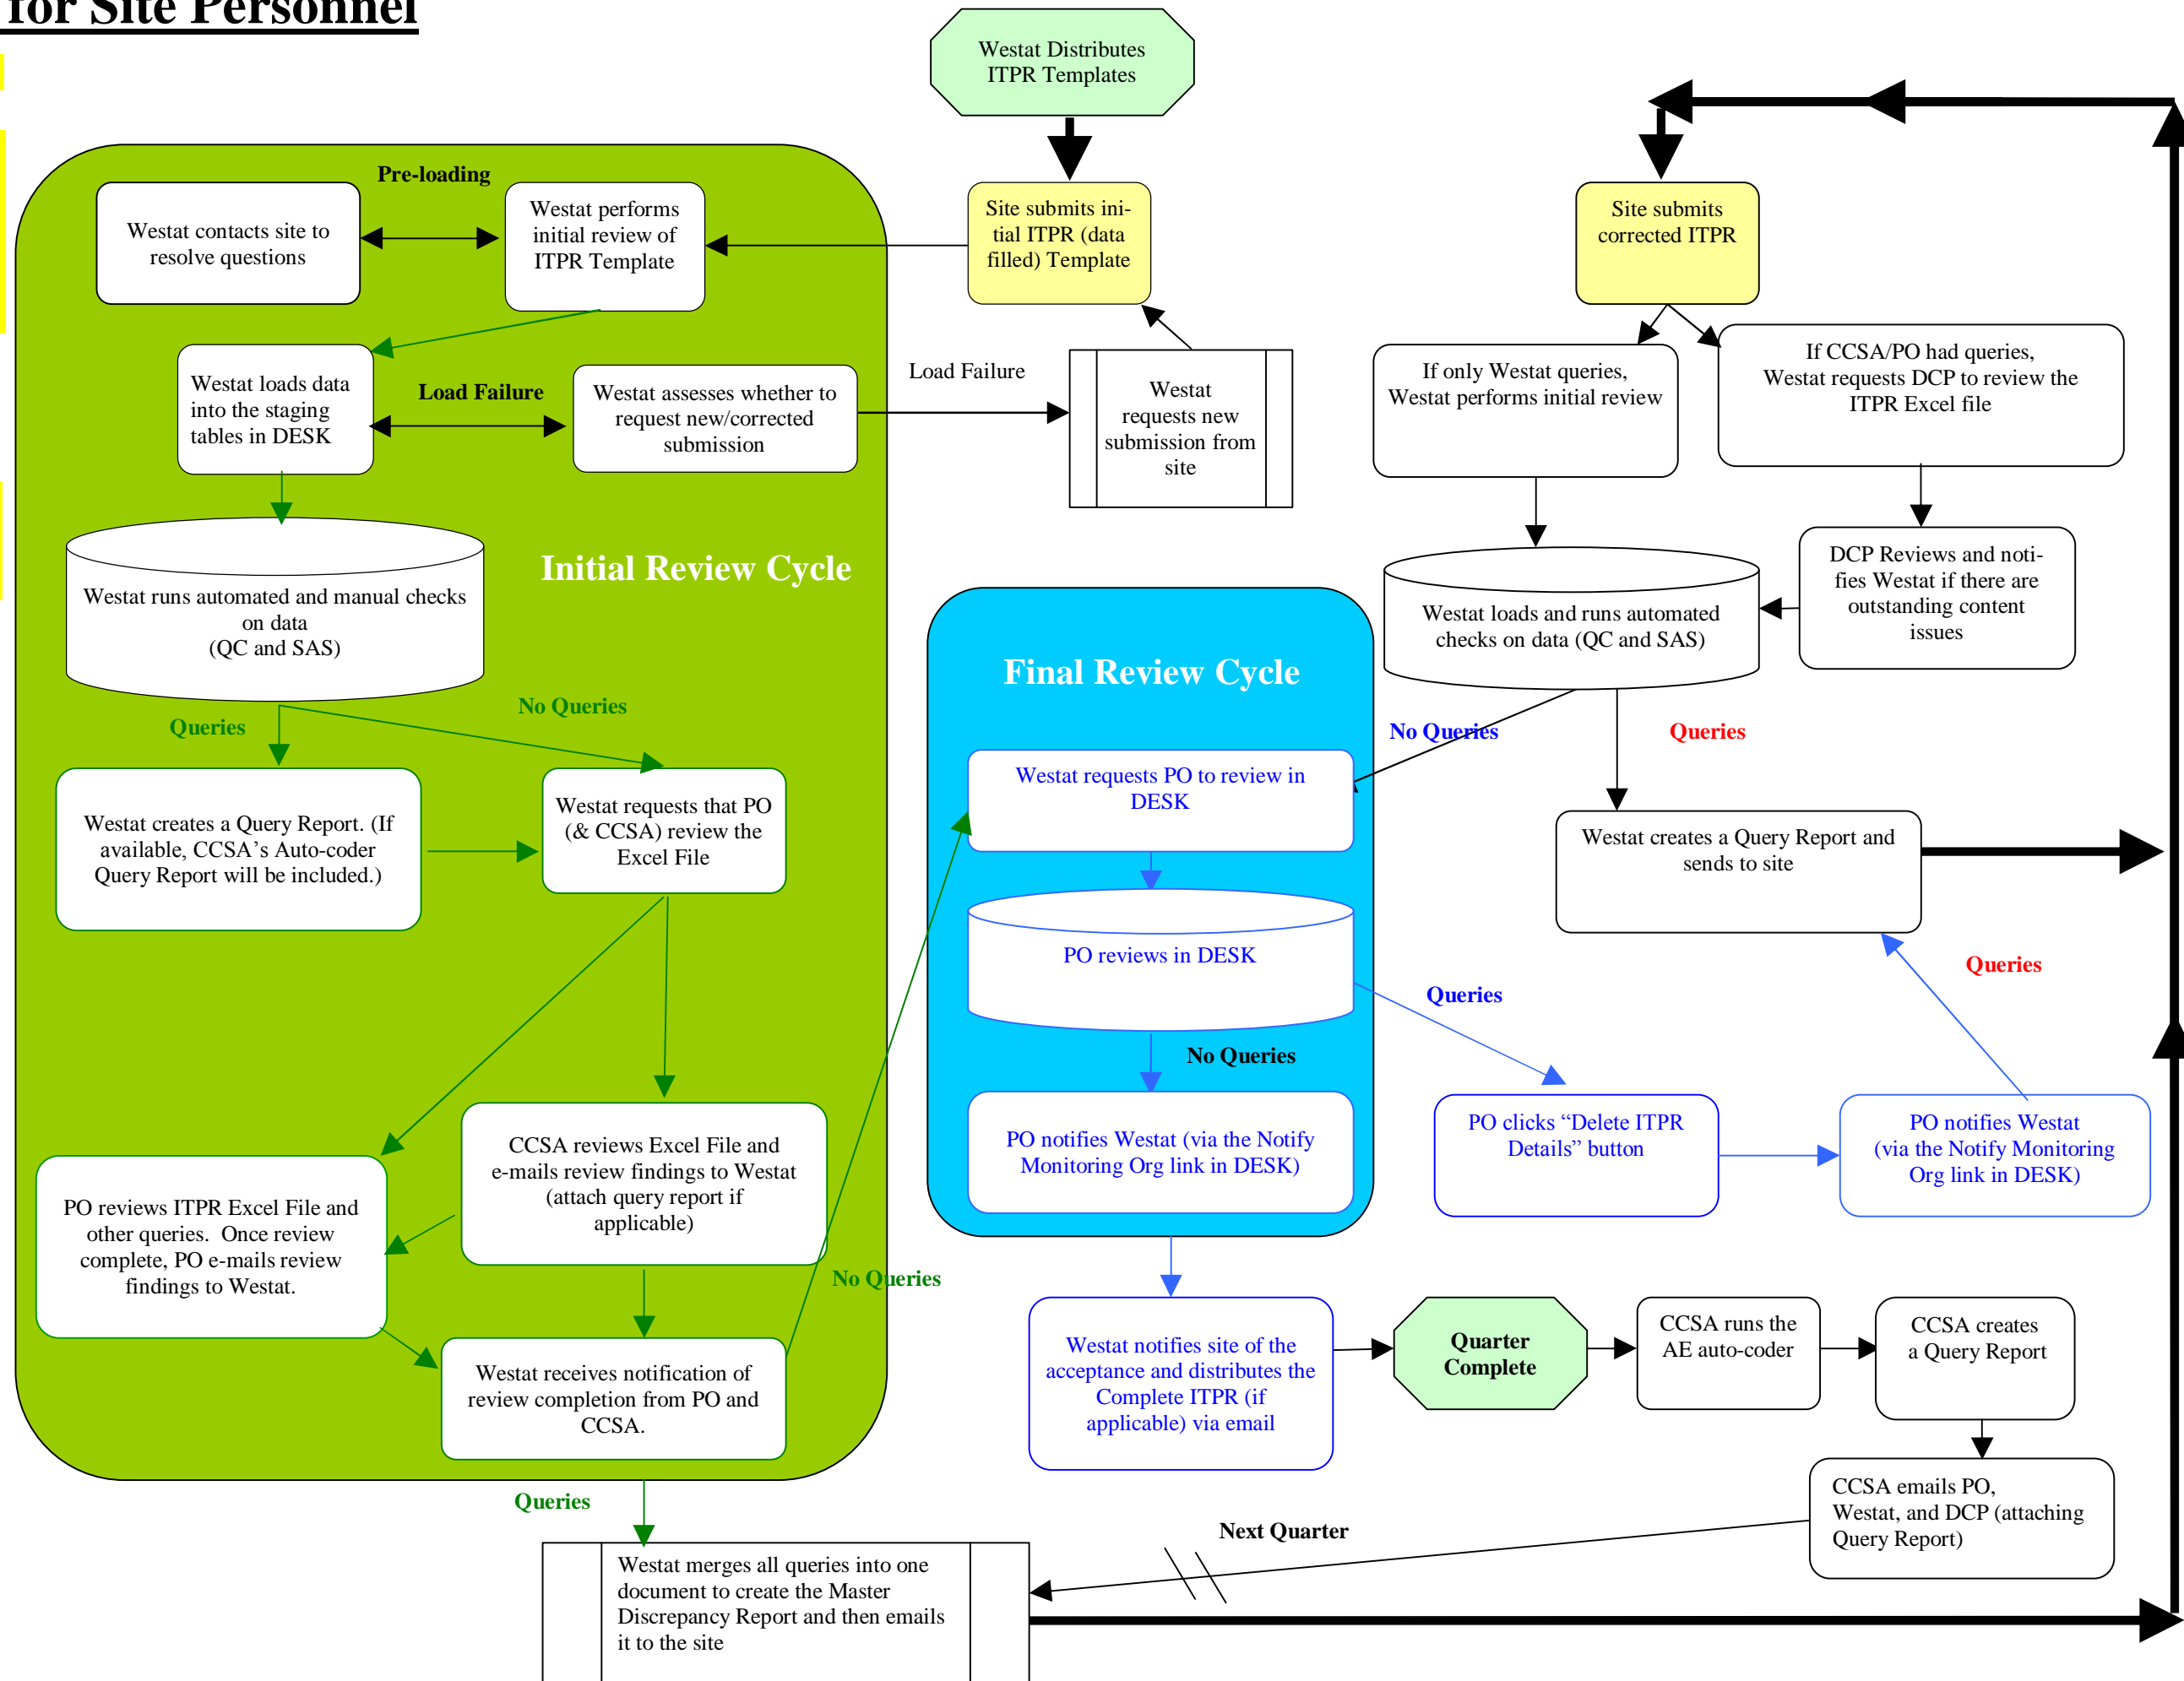 for Site Personnel
Westat Distributes
ITPR Templates
Pre-loading
Westat contacts site to
resolve questions
Westat performs
initial review of
ITPR Template
Site submits ini-
tial ITPR (data
filled) Template
Site submits
corrected ITPR
Westat loads data
into the staging
tables in DESK
Load Failure
Westat assesses whether to
request new/corrected
submission
Load Failure
Westat
requests new
submission from
site
If only Westat queries,
Westat performs initial review
If CCSA/PO had queries,
Westat requests DCP to review the
ITPR Excel file
Initial Review Cycle
Westat runs automated and manual checks
on data
(QC and SAS)
DCP Reviews and noti-
fies Westat if there are
outstanding content
issues
Westat loads and runs automated
checks on data (QC and SAS)
Final Review Cycle
Queries
No Queries
No Queries
Queries
Westat creates a Query Report. (If
available, CCSA's Auto-coder
Query Report will be included.)
Westat requests that PO
(& CCSA) review the
Excel File
Westat requests PO to review in
DESK
Westat creates a Query Report and
sends to site
PO reviews in DESK
Queries
Queries
No Queries
CCSA reviews Excel File and
e-mails review findings to Westat
(attach query report if
applicable)
PO notifies Westat (via the Notify
Monitoring Org link in DESK)
PO clicks “Delete ITPR
Details” button
PO notifies Westat
(via the Notify Monitoring
Org link in DESK)
PO reviews ITPR Excel File and
other queries.  Once review
complete, PO e-mails review
findings to Westat.
No Queries
Westat receives notification of
review completion from PO and
CCSA.
Westat notifies site of the
acceptance and distributes the
Complete ITPR (if
applicable) via email
Quarter
Complete
CCSA runs the
AE auto-coder
CCSA creates
a Query Report
CCSA emails PO,
Westat, and DCP (attaching
Query Report)
Queries
Next Quarter
Westat merges all queries into one
document to create the Master
Discrepancy Report and then emails
it to the site